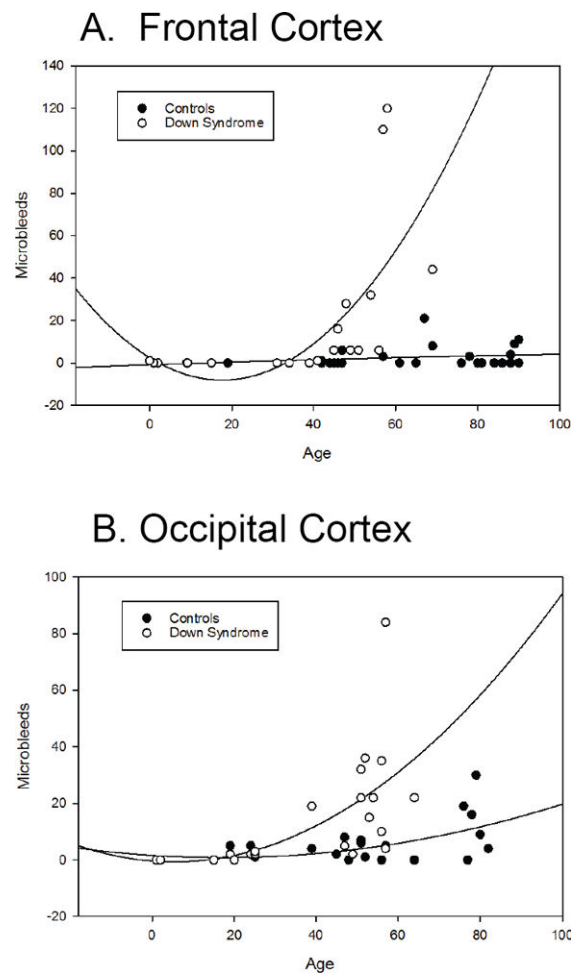 A. Frontal Cortex
140
120
100
80
60
40
20
0
-20
Microbleeds
Controls
Down Syndrome
0 20 40 60 80 100
Age
B. Occipital Cortex
100
80
60
40
20
0
-20
Microbleeds
Controls
Down Syndrome
0 20 40 60 80 100
Age